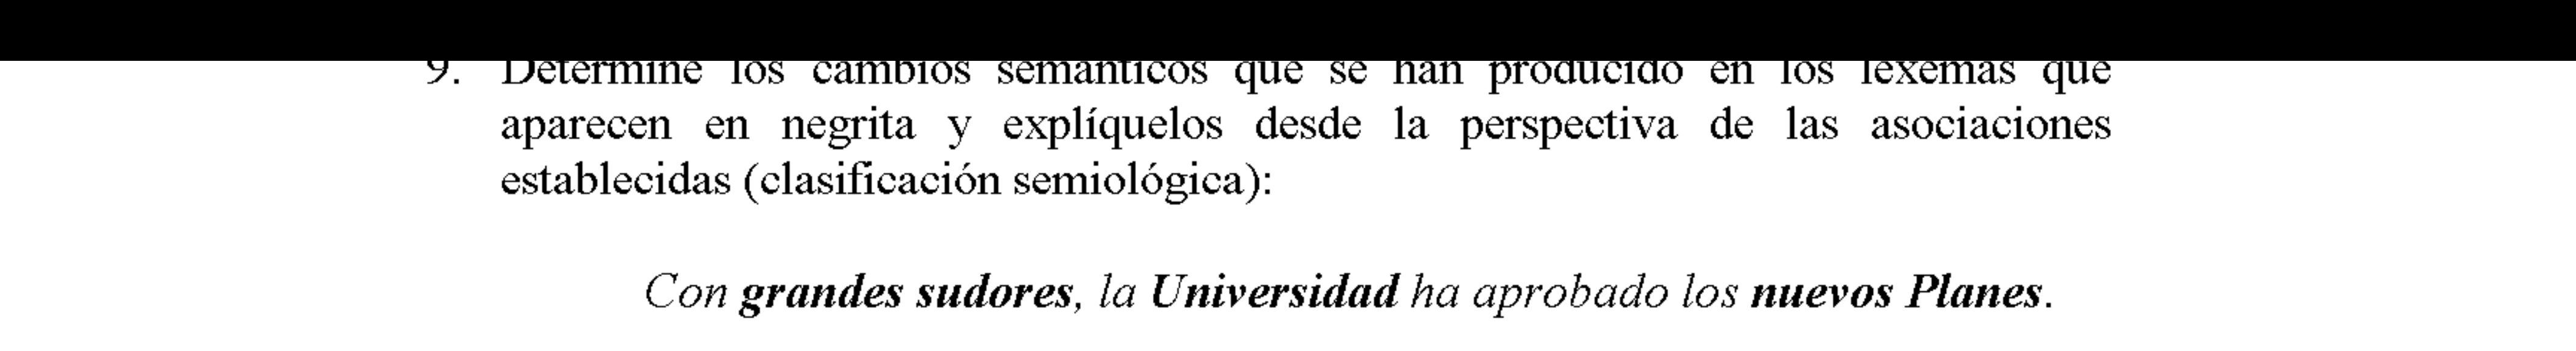 9. Determine los cambios semánticos que se han producido en los lexemas que
aparecen en negrita y explíquelos desde la perspectiva de las asociaciones
establecidas (clasificación semiológica):
Con grandes sudores, la Universidad ha aprobado los nuevos Planes.